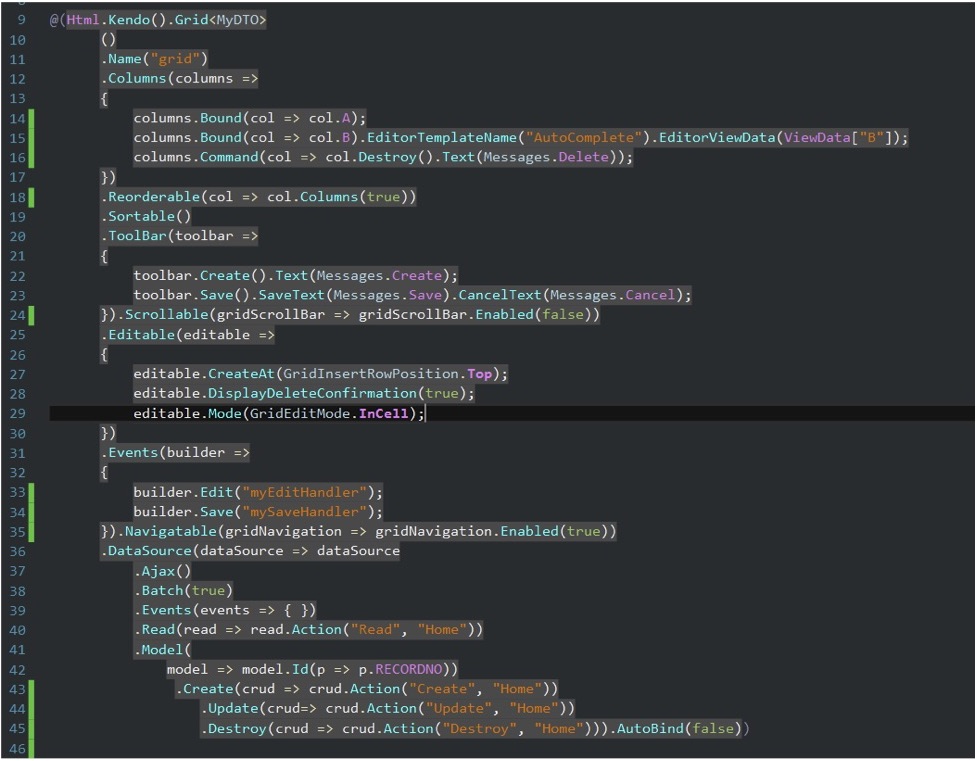 9 @(Html.Kendo().Grid<MyDTO>
10 ()
11 .Name("grid")
12 .Columns(columns =>
13 {
14 columns.Bound(col => col.A);
15 columns.Bound(col => col.B).EditorTemplateName("AutoComplete").EditorViewData(ViewData["B"]);
16 columns.Command(col => col.Destroy().Text(Messages.Delete));
17 })
18 .Reorderable(col => col.Columns(true))
19 .Sortable()
20 .ToolBar(toolbar =>
21 {
22 toolbar.Create().Text(Messages.Create);
23 toolbar.Save().SaveText(Messages.Save).CancelText(Messages.Cancel);
24 }).Scrollable(gridScrollBar => gridScrollBar.Enabled(false))
25 .Editable(editable =>
26 {
27 editable.CreateAt(GridInsertRowPosition.Top);
28 editable.DisplayDeleteConfirmation(true);
29 editable.Mode(GridEditMode.InCell);
30 })
31 .Events(builder =>
32 {
33 builder.Edit("myEditHandler");
34 builder.Save("mySaveHandler");
35 }).Navigatable(gridNavigation => gridNavigation.Enabled(true))
36 .DataSource(dataSource => dataSource
37 .Ajax()
38 .Batch(true)
39 .Events(events => { })
40 .Read(read => read.Action("Read", "Home"))
41 .Model(
42 model => model.Id(p => p.RECORDNO))
43 .Create(crud => crud.Action("Create", "Home"))
44 .Update(crud=> crud.Action("Update", "Home"))
45 .Destroy(crud => crud.Action("Destroy", "Home"))).AutoBind(false))
46